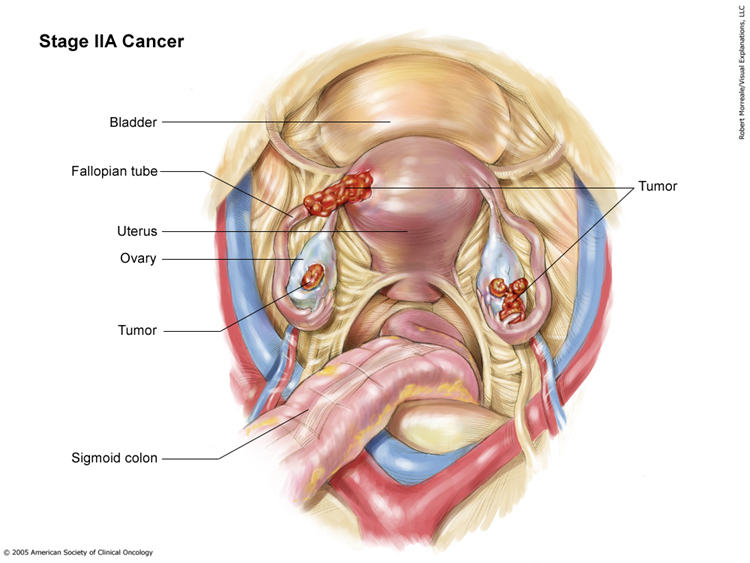 Stage IIA Cancer
Robert Morreale/Visual Explanations, LLC
Bladder
Fallopian tube
Tumor
Uterus
Ovary
Tumor
Sigmoid colon
© 2005 American Society of Clinical Oncology